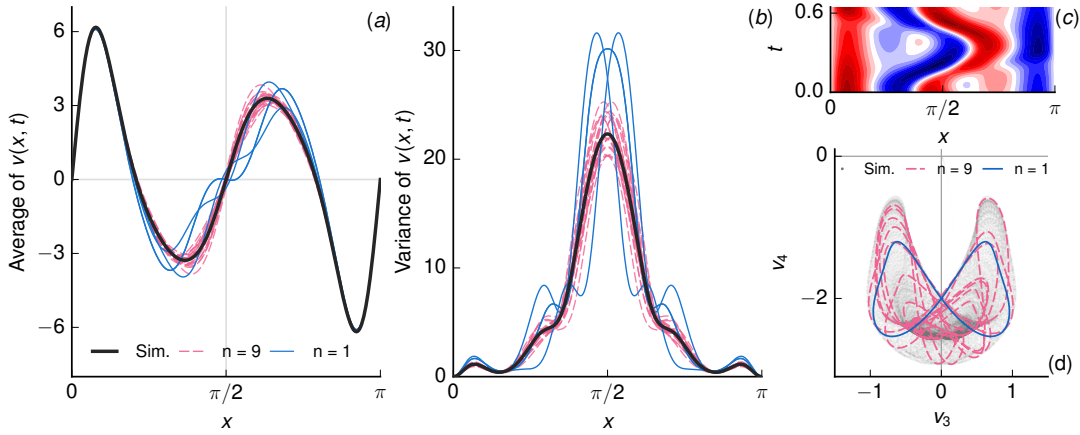 (a)
Average of v(x, t)
6
3
0
−3
−6
Sim. n = 9 n = 1
0 π/2 π
x
(b)
Variance of v(x, t)
30
20
10
0
0 π/2 π
x
(c)
t
0.6
0.0
0 π/2 π
x
0
Sim. n = 9 n = 1
v4
−2
(d)
−1 0 1
v3